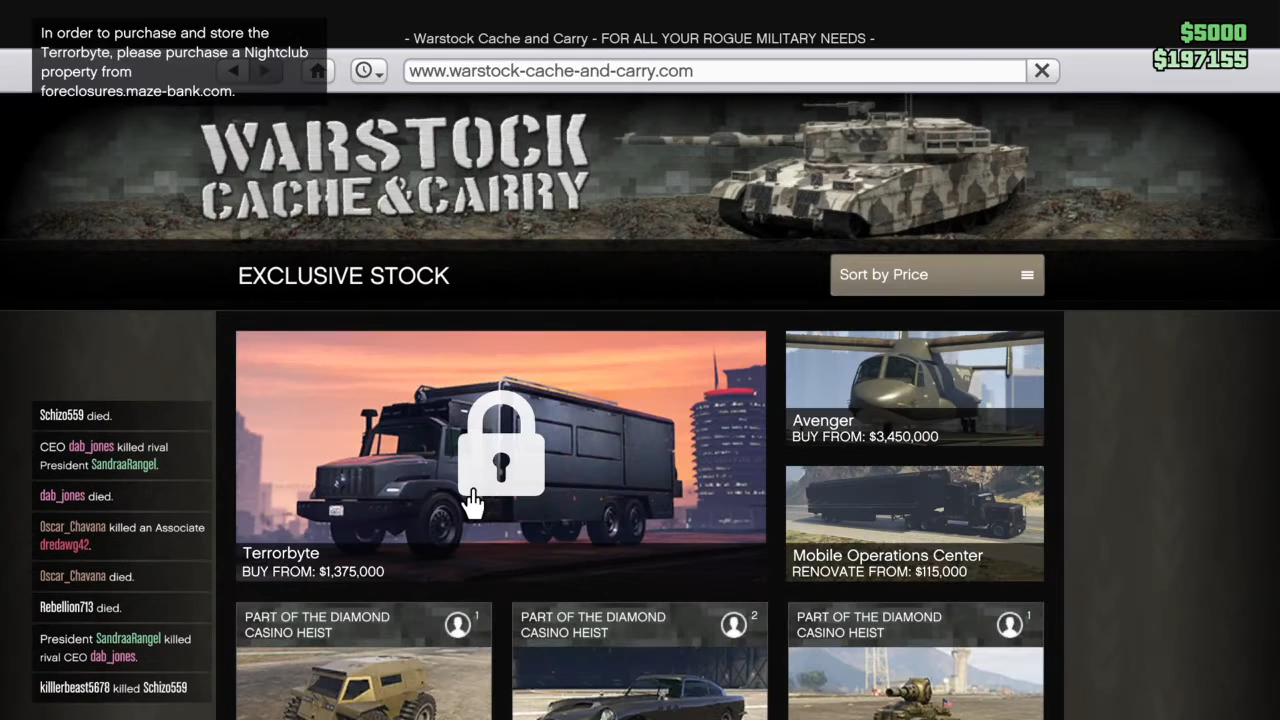 In order to purchase and store the
Terrorbyte, please purchase a Nightclub
property from
foreclosures.maze-bank.com.
- Warstock Cache and Carry - FOR ALL YOUR ROGUE MILITARY NEEDS -
$5000
$197155
www.warstock-cache-and-carry.com
WARSTOCK
CACHE&CARRY
EXCLUSIVE STOCK
Sort by Price
Terrorbyte
BUY FROM: $1,375,000
Avenger
BUY FROM: $3,450,000
Mobile Operations Center
RENOVATE FROM: $115,000
PART OF THE DIAMOND
CASINO HEIST
1
PART OF THE DIAMOND
CASINO HEIST
2
PART OF THE DIAMOND
CASINO HEIST
1
Schizo559 died.
CEO dab_jones killed rival
President SandraaRangel.
dab_jones died.
Oscar_Chavana killed an Associate
dredawg42.
Oscar_Chavana died.
Rebellion713 died.
President SandraaRangel killed
rival CEO dab_jones.
killlerbeast5678 killed Schizo559